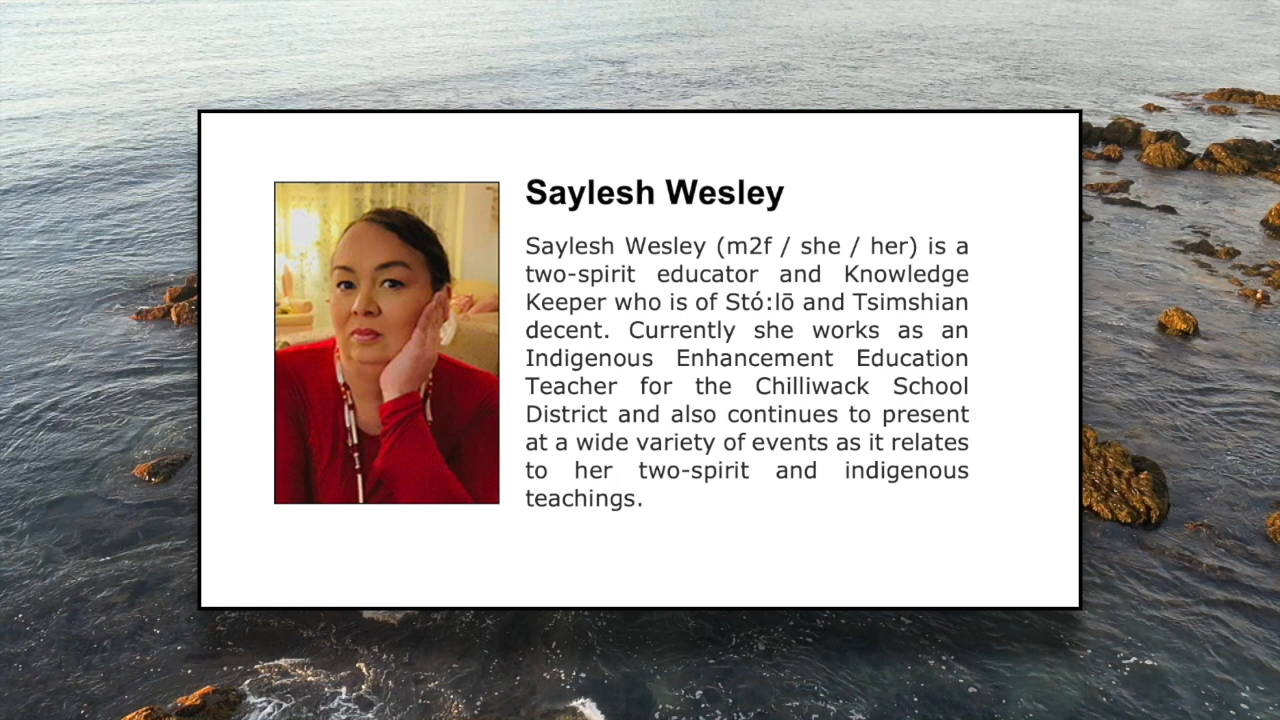 Saylesh Wesley
Saylesh Wesley (m2f / she / her) is a
two-spirit educator and Knowledge
Keeper who is of Stó:lō and Tsimshian
decent. Currently she works as an
Indigenous Enhancement Education
Teacher for the Chilliwack School
District and also continues to present
at a wide variety of events as it relates
to her two-spirit and indigenous
teachings.